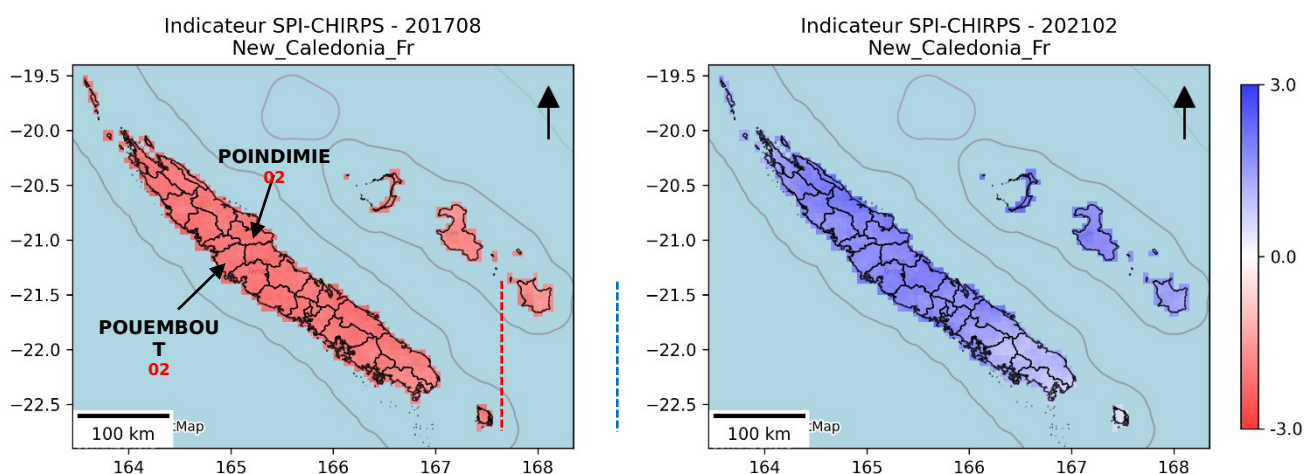 Indicateur SPI-CHIRPS - 201708
New_Caledonia_Fr
−19.5
−20.0
−20.5
−21.0
−21.5
−22.0
−22.5
POINDIMIE
02
POUEMBOU
T
02
100 km
tMap
164
165
166
167
168
Indicateur SPI-CHIRPS - 202102
New_Caledonia_Fr
−19.5
−20.0
−20.5
−21.0
−21.5
−22.0
−22.5
100 km
tMap
164
165
166
167
168
3.0
0.0
-3.0